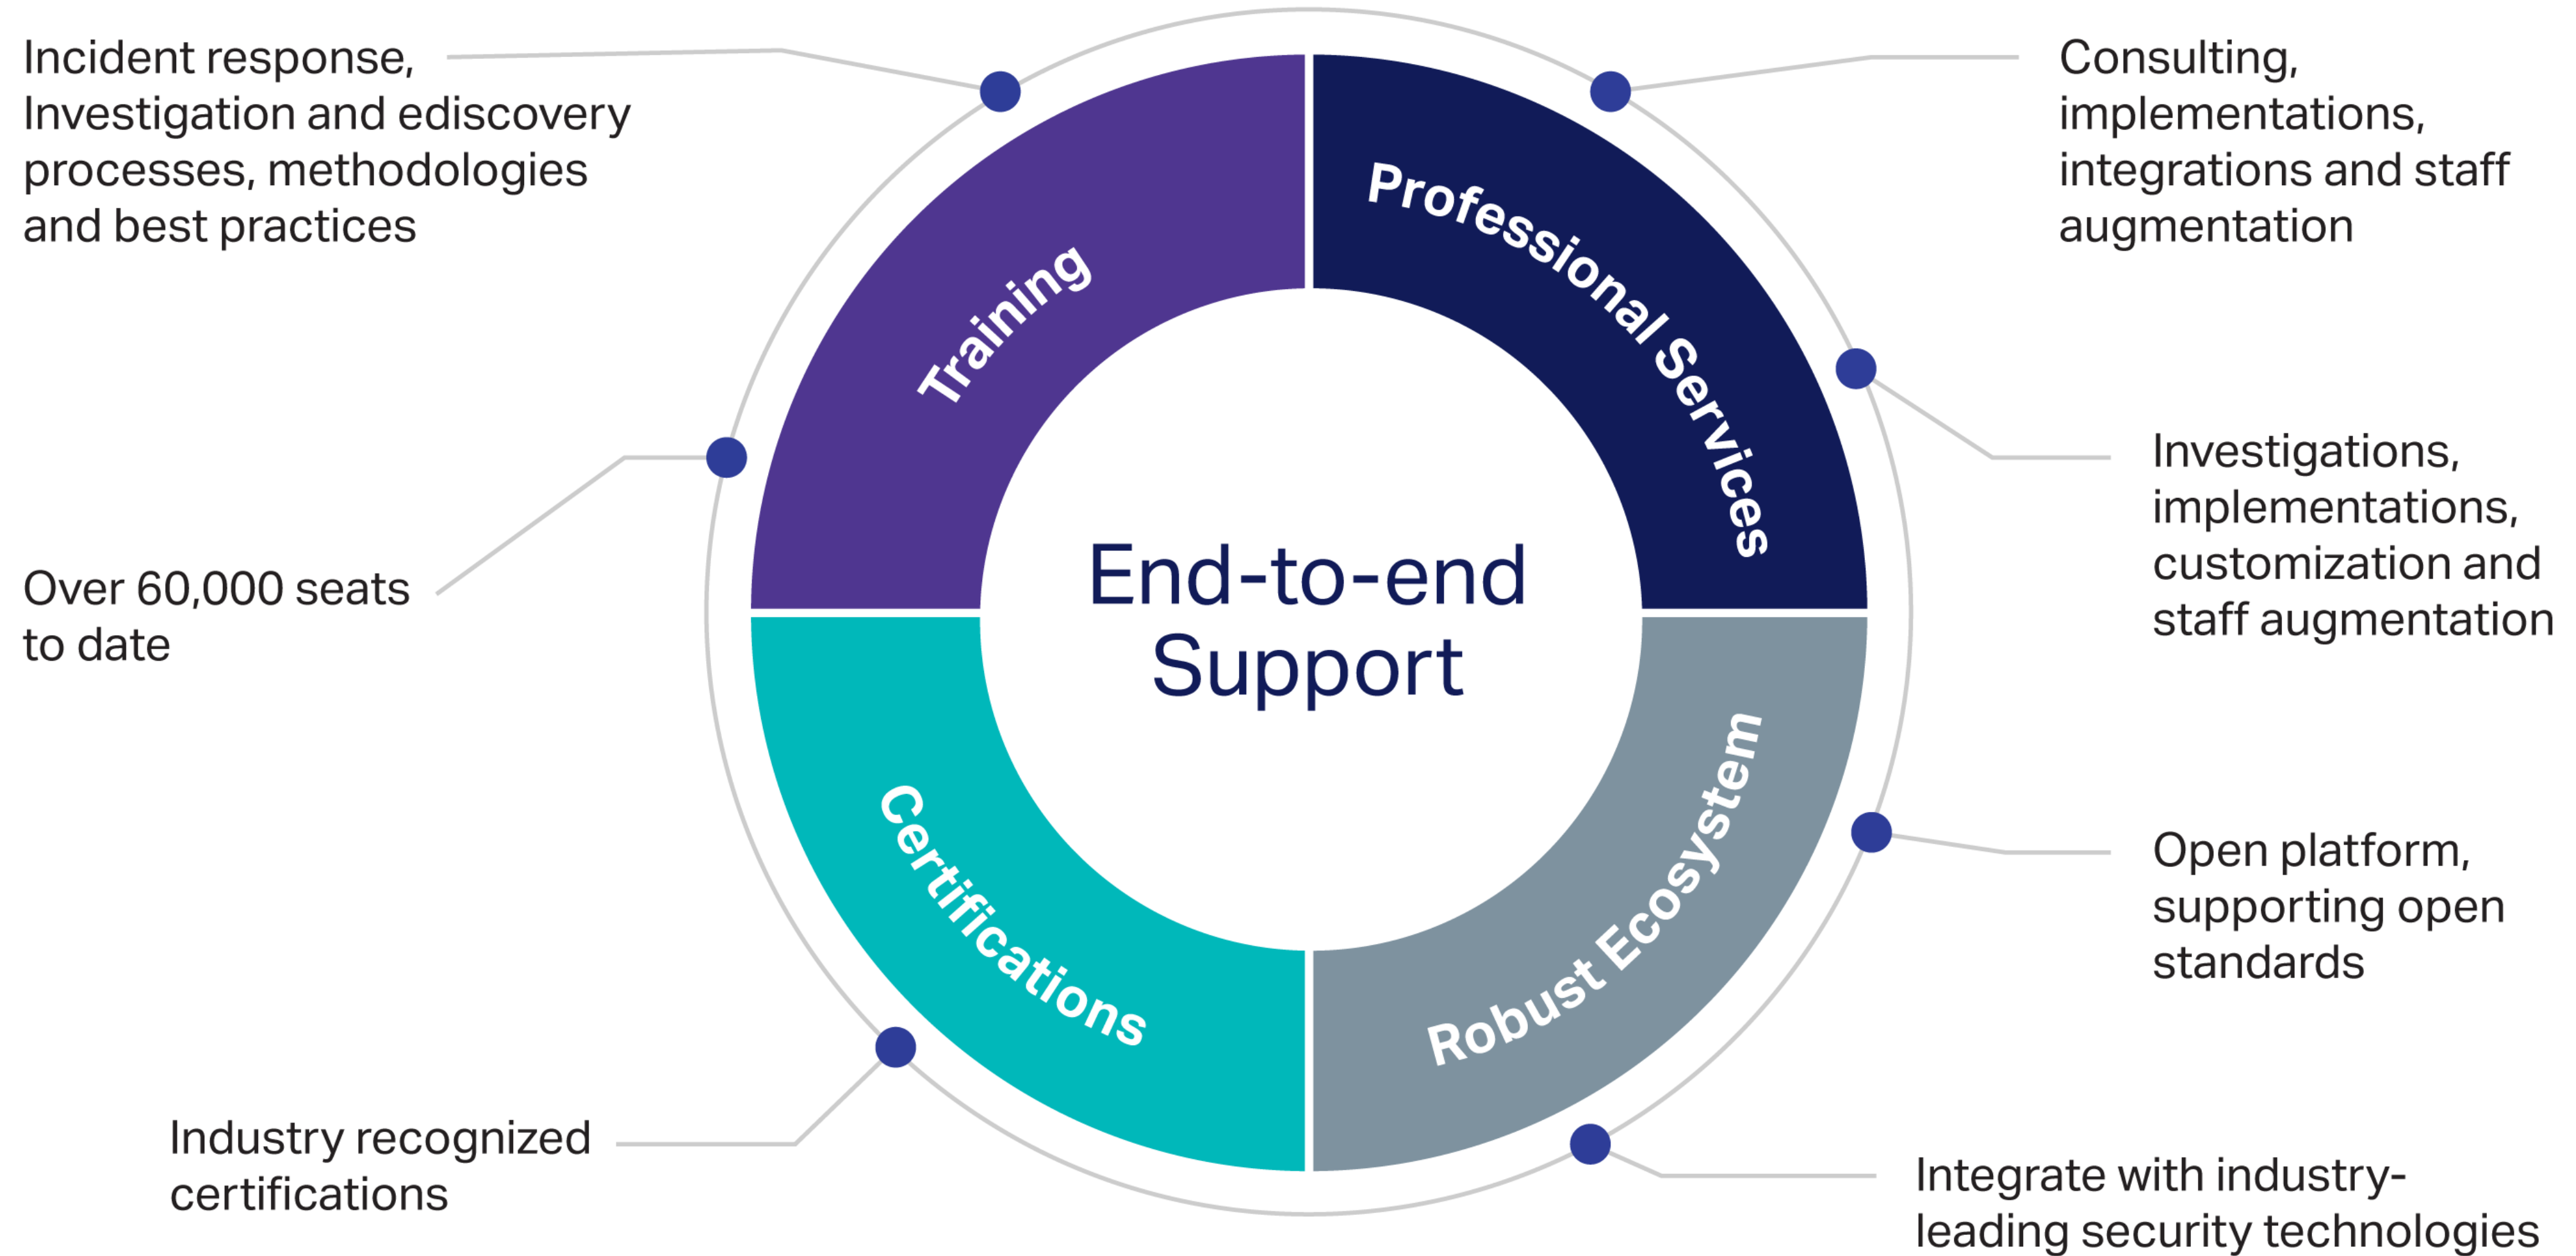 Incident response,
Investigation and ediscovery
processes, methodologies
and best practices
Over 60,000 seats
to date
Industry recognized
certifications
Training
Professional Services
End-to-end
Support
Certifications
Robust Ecosystem
Consulting,
implementations,
integrations and staff
augmentation
Investigations,
implementations,
customization and
staff augmentation
Open platform,
supporting open
standards
Integrate with industry-
leading security technologies